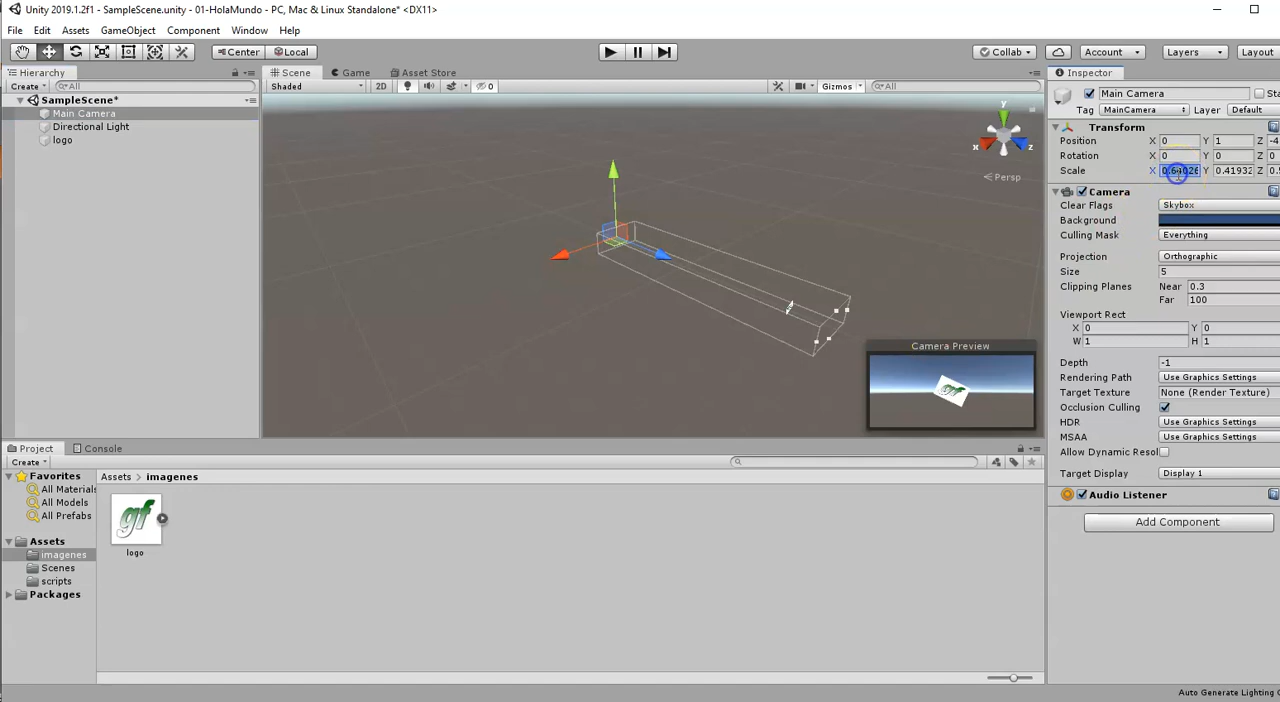 Unity 2019.1.2f1 - SampleScene.unity - 01-HolaMundo - PC, Mac & Linux Standalone* <DX11>
File Edit Assets GameObject Component Window Help
Center Local Collab Account Layers Layout
Hierarchy Scene Game Asset Store Inspector
Create All Shaded 2D 0 Gizmos All
SampleScene*
Main Camera
Directional Light
logo
y
x
z
Persp
Camera Preview
Main Camera Sta
Tag MainCamera Layer Default
Transform
Position X 0 Y 1 Z -4
Rotation X 0 Y 0 Z 0
Scale X Y 0.41932 Z
Camera
Clear Flags Skybox
Background
Culling Mask Everything
Projection Orthographic
Size 5
Clipping Planes Near 0.3
Far 100
Viewport Rect
X 0 Y 0
W 1 H 1
Depth -1
Rendering Path Use Graphics Settings
Target Texture None (Render Texture)
Occlusion Culling
HDR Use Graphics Settings
MSAA Use Graphics Settings
Allow Dynamic Resol
Target Display Display 1
Audio Listener
Add Component
Project Console
Create
Favorites
All Materials
All Models
All Prefabs
Assets
imagenes
Scenes
scripts
Packages
Assets imagenes
gf
logo
Auto Generate Lighting